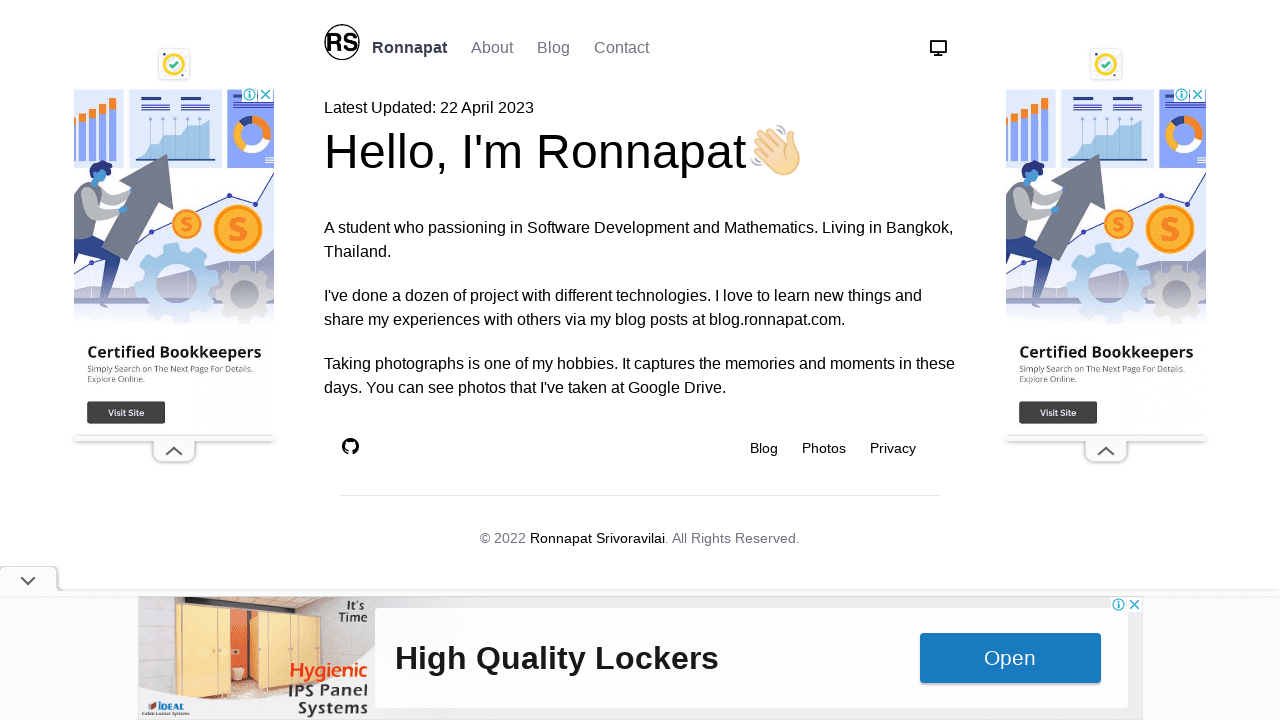 RS
Ronnapat
About
Blog
Contact
Latest Updated: 22 April 2023
Hello, I'm Ronnapat
A student who passioning in Software Development and Mathematics. Living in Bangkok,
Thailand.
I've done a dozen of project with different technologies. I love to learn new things and
share my experiences with others via my blog posts at blog.ronnapat.com.
Taking photographs is one of my hobbies. It captures the memories and moments in these
days. You can see photos that I've taken at Google Drive.
Blog
Photos
Privacy
© 2022 Ronnapat Srivoravilai. All Rights Reserved.
S
S
Certified Bookkeepers
Simply Search on The Next Page For Details.
Explore Online.
Visit Site
S
S
Certified Bookkeepers
Simply Search on The Next Page For Details.
Explore Online.
Visit Site
It's
Time
Hygienic
IPS Panel
Systems
iDEAL
Cabin Locker Systems
High Quality Lockers
Open